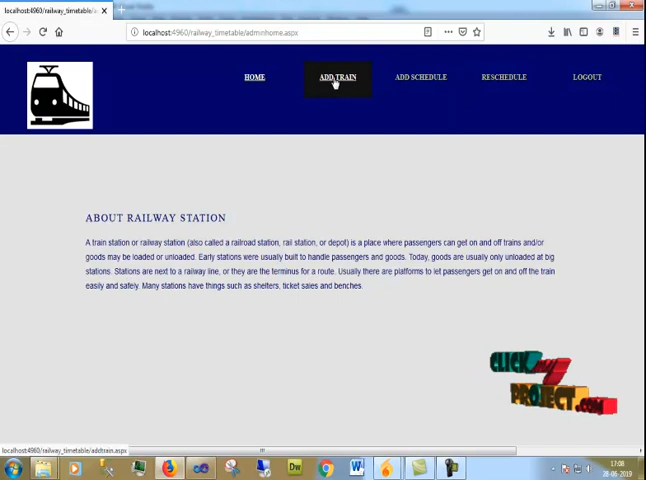 localhost:4960/railway_timetable/a
localhost:4960/railway_timetable/adminhome.aspx
HOME
ADD TRAIN
ADD SCHEDULE
RESCHEDULE
LOGOUT
ABOUT RAILWAY STATION
A train station or railway station (also called a railroad station, rail station, or depot) is a place where passengers can get on and off trains and/or
goods may be loaded or unloaded. Early stations were usually built to handle passengers and goods. Today, goods are usually only unloaded at big
stations. Stations are next to a railway line, or they are the terminus for a route. Usually there are platforms to let passengers get on and off the train
easily and safely. Many stations have things such as shelters, ticket sales and benches.
CLICK my
PROJECT.COM
localhost:4960/railway_timetable/addtrain.aspx
Dw
W
17:08
28-06-2019